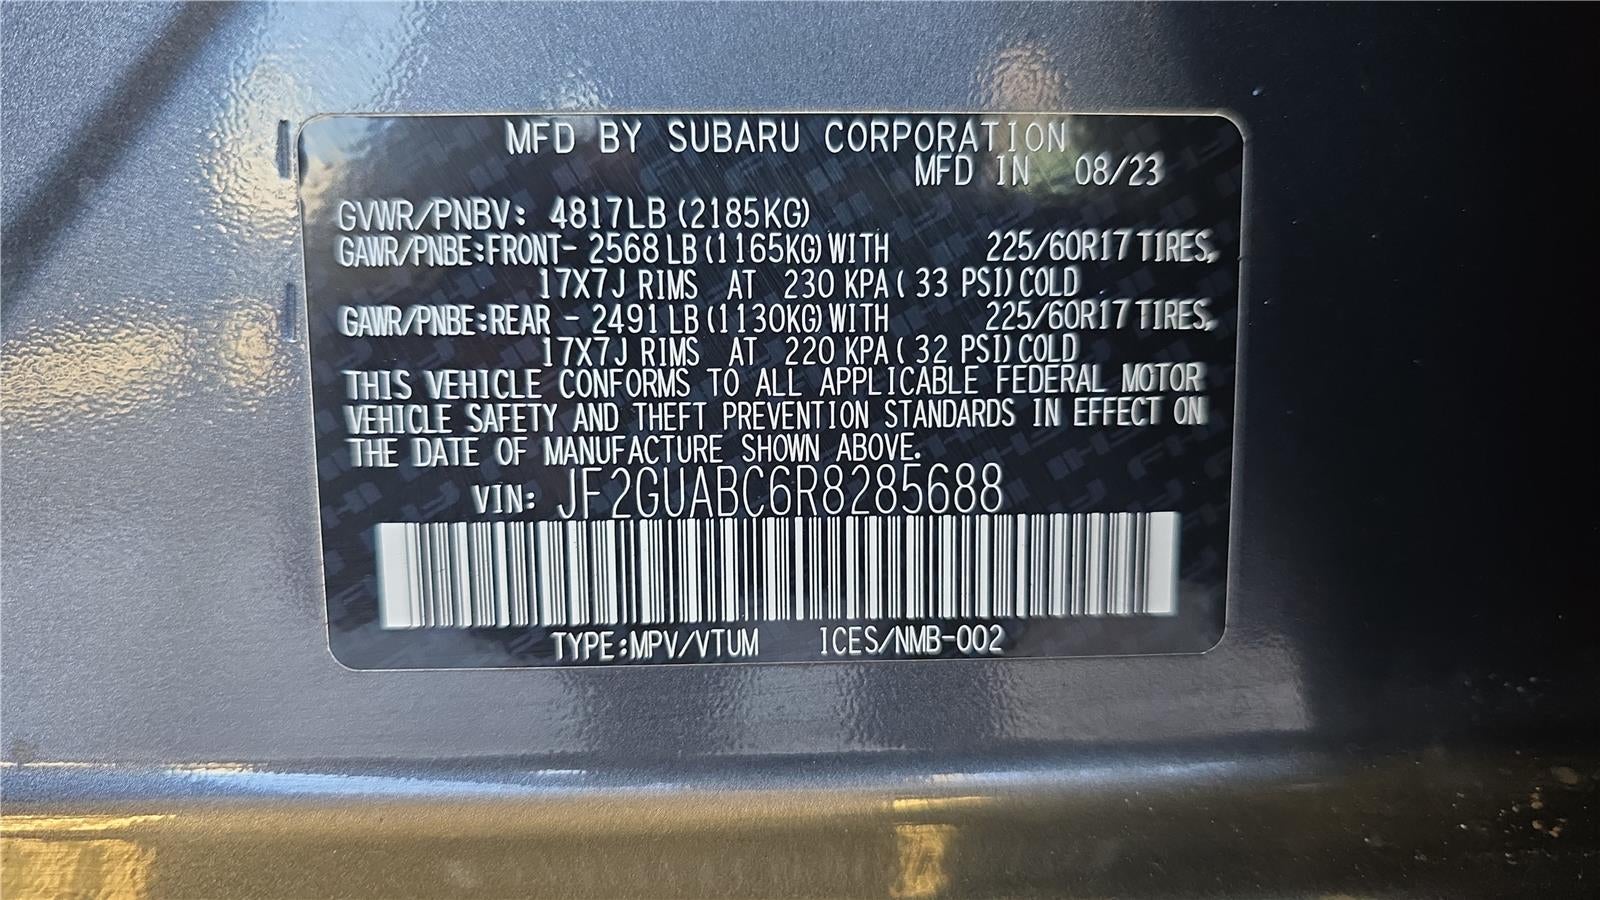 MFD BY SUBARU CORPORATION
MFD IN 08/23
GVWR/PNBV: 4817LB (2185KG)
GAWR/PNBE:FRONT- 2568 LB (1165KG) WITH 225/60R17 TIRES,
17X7J RIMS AT 230 KPA ( 33 PSI) COLD
GAWR/PNBE:REAR - 2491 LB (1130KG) WITH 225/60R17 TIRES,
17X7J RIMS AT 220 KPA ( 32 PSI) COLD
THIS VEHICLE CONFORMS TO ALL APPLICABLE FEDERAL MOTOR
VEHICLE SAFETY AND THEFT PREVENTION STANDARDS IN EFFECT ON
THE DATE OF MANUFACTURE SHOWN ABOVE.
VIN: JF2GUABC6R8285688
TYPE:MPV/VTUM ICES/NMB-002